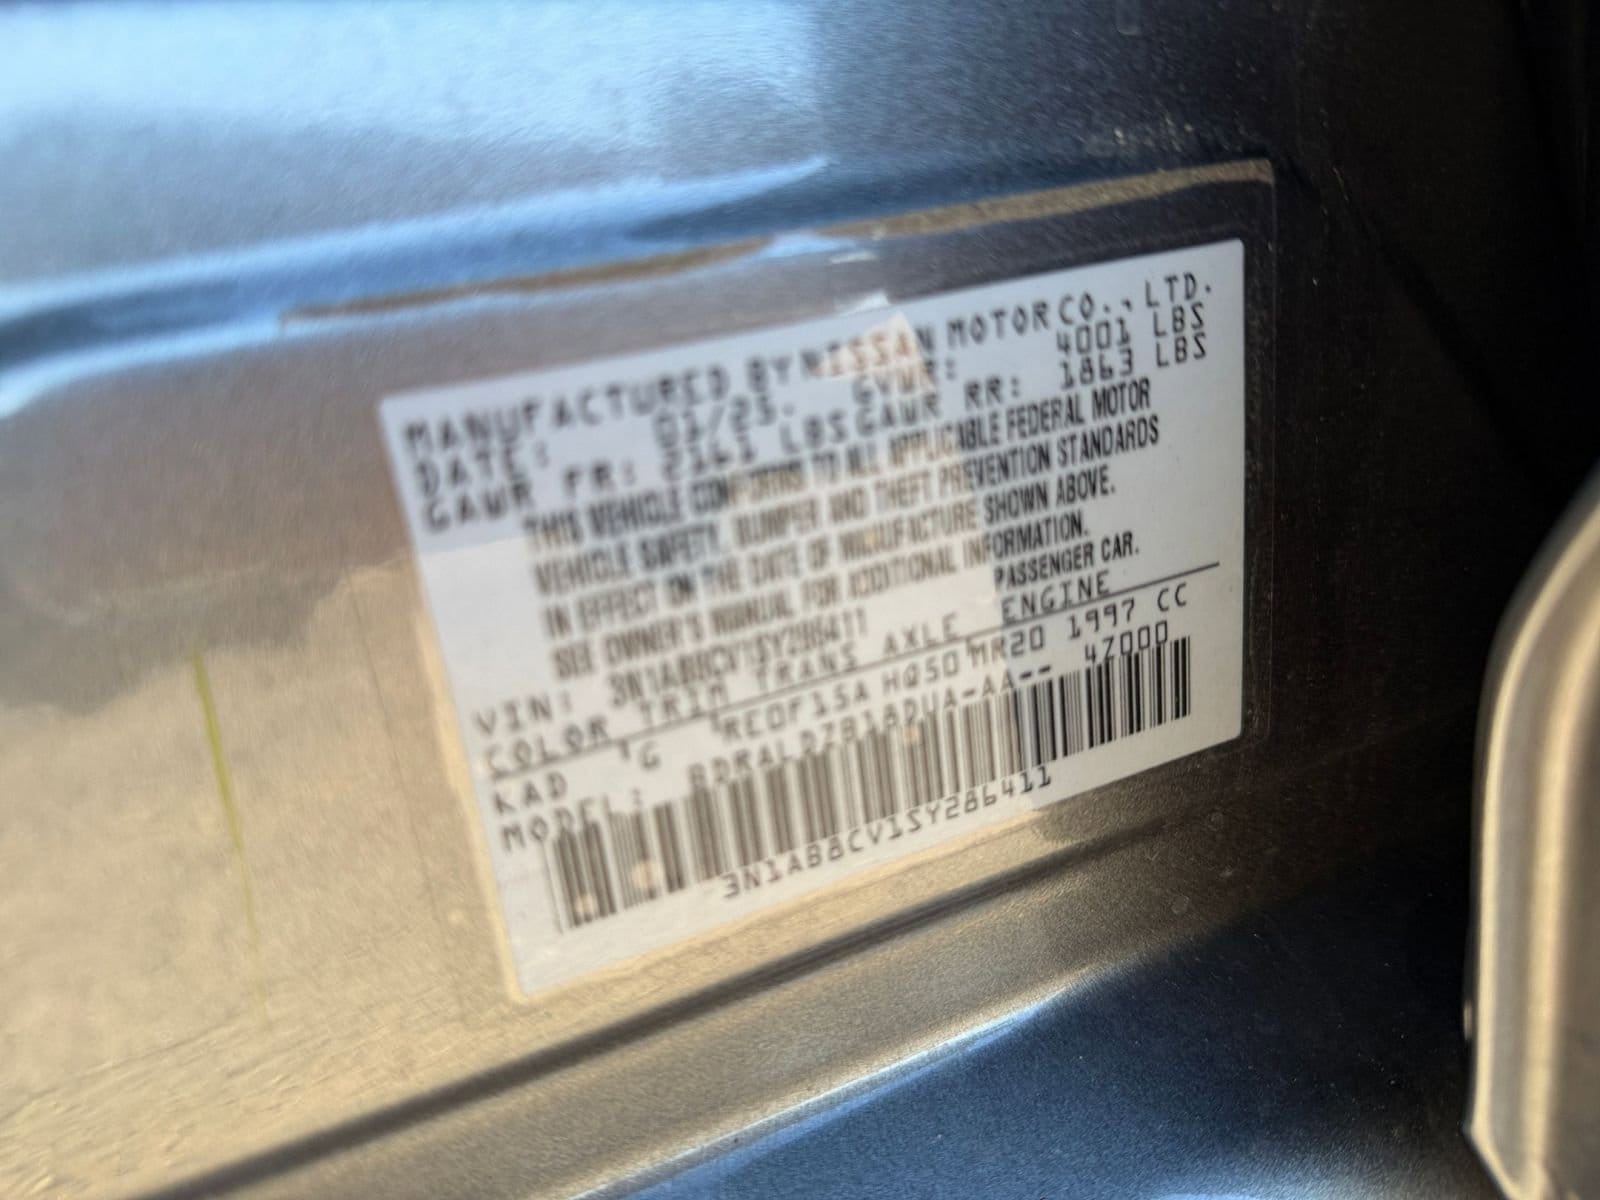 MANUFACTURED BY NISSAN MOTOR CO., LTD.
DATE: 01/25. GVWR: 4001 LBS
GAWR FR: 2161 LBS GAWR RR: 1863 LBS
THIS VEHICLE CONFORMS TO ALL APPLICABLE FEDERAL MOTOR
VEHICLE SAFETY, BUMPER AND THEFT PREVENTION STANDARDS
IN EFFECT ON THE DATE OF MANUFACTURE SHOWN ABOVE.
SEE OWNER'S MANUAL FOR ADDITIONAL INFORMATION.
VIN: 3N1AB8CV1SY286411 PASSENGER CAR.
COLOR TRIM TRANS AXLE ENGINE
KAD G RE0F15A HQ50 MR20 1997 CC
MODEL: 47000
3N1AB8CV1SY286411